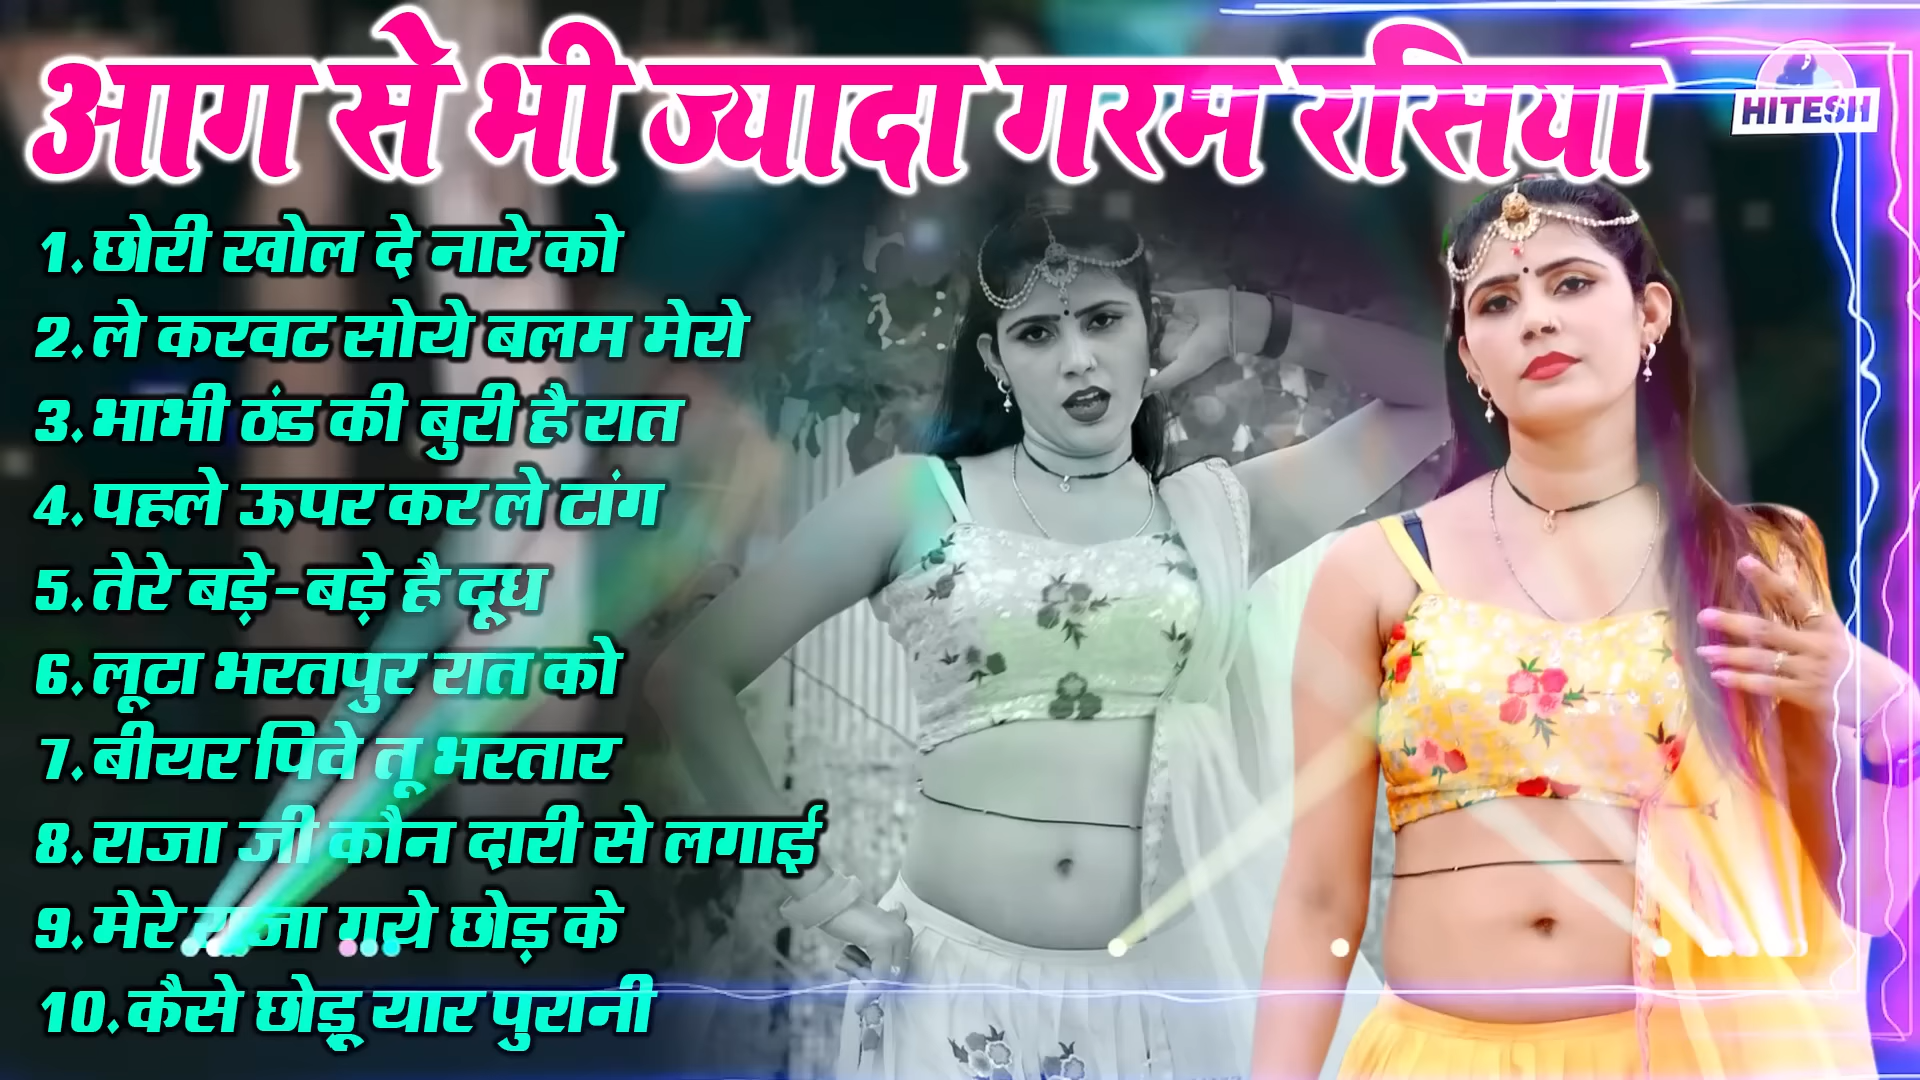 आग से भी ज्यादा गरम रसिया
HITESH
1. छोरी खोल दे नारे को
2. ले करवट सोये बलम मेरो
3. भाभी ठंड की बुरी है रात
4. पहले ऊपर कर ले टांग
5. तेरे बड़े-बड़े है दूध
6. लूटा भरतपुर रात को
7. बीयर पिवे तू भरतार
8. राजा जी कौन दारी से लगाई
9. मेरे राजा गये छोड़ के
10. कैसे छोडू यार पुरानी